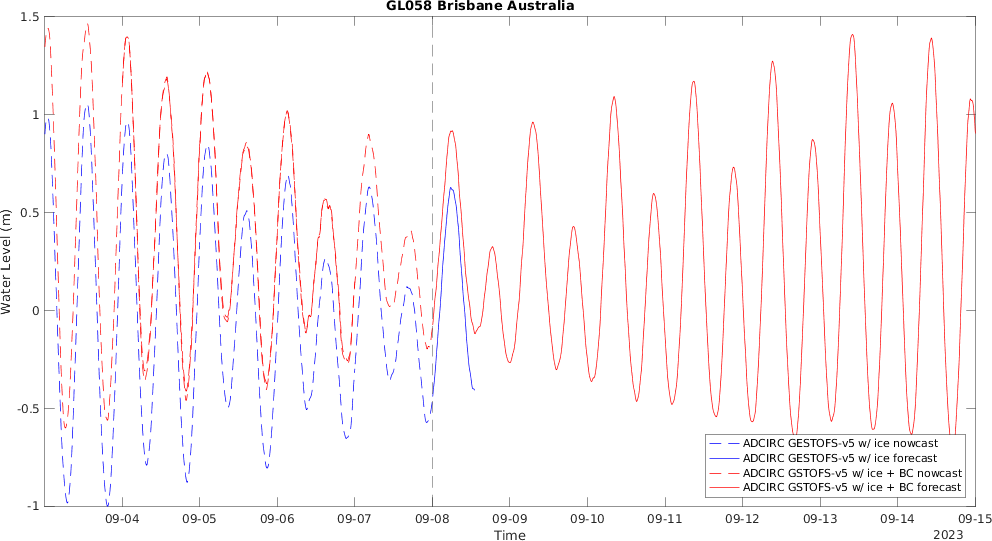 GL058 Brisbane Australia
1.5
1
0.5
0
-0.5
-1
Water Level (m)
09-04 09-05 09-06 09-07 09-08 09-09 09-10 09-11 09-12 09-13 09-14 09-15
2023
Time
ADCIRC GESTOFS-v5 w/ ice nowcast
ADCIRC GESTOFS-v5 w/ ice forecast
ADCIRC GSTOFS-v5 w/ ice + BC nowcast
ADCIRC GSTOFS-v5 w/ ice + BC forecast